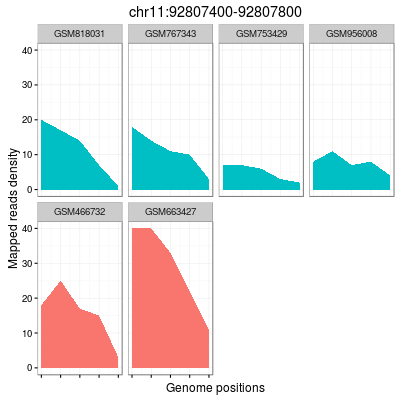 chr11:92807400-92807800
GSM818031 GSM767343 GSM753429 GSM956008
40
30
20
10
0
Mapped reads density
GSM466732 GSM663427
40
30
20
10
0
Genome positions